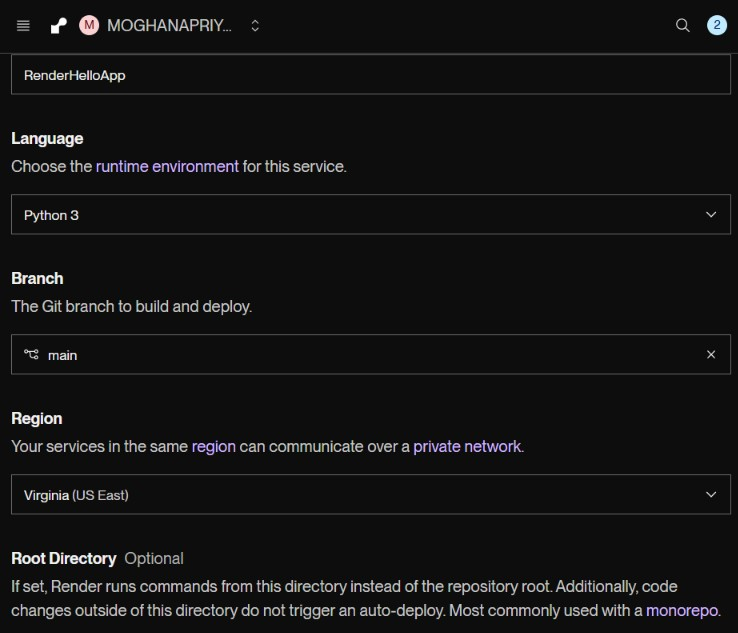 M MOGHANAPRIY...
2
RenderHelloApp
Language
Choose the runtime environment for this service.
Python 3
Branch
The Git branch to build and deploy.
main
Region
Your services in the same region can communicate over a private network.
Virginia (US East)
Root Directory Optional
If set, Render runs commands from this directory instead of the repository root. Additionally, code
changes outside of this directory do not trigger an auto-deploy. Most commonly used with a monorepo.